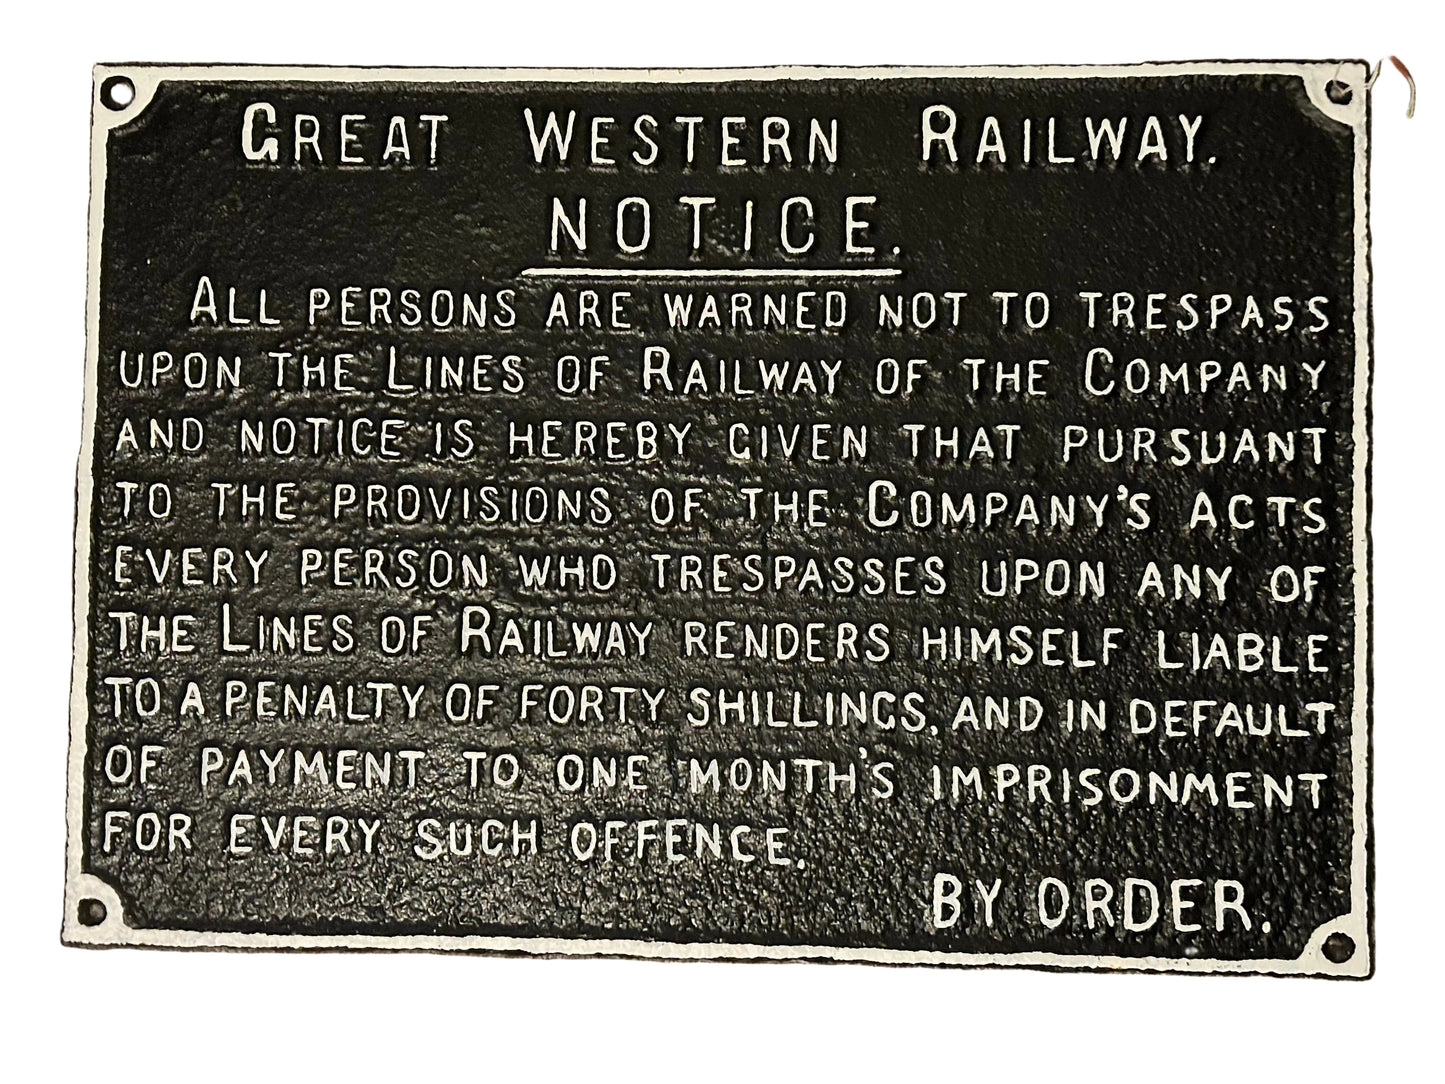 GREAT WESTERN RAILWAY.
NOTICE.
ALL PERSONS ARE WARNED NOT TO TRESPASS
UPON THE LINES OF RAILWAY OF THE COMPANY
AND NOTICE IS HEREBY GIVEN THAT PURSUANT
TO THE PROVISIONS OF THE COMPANY'S ACTS
EVERY PERSON WHO TRESPASSES UPON ANY OF
THE LINES OF RAILWAY RENDERS HIMSELF LIABLE
TO A PENALTY OF FORTY SHILLINGS, AND IN DEFAULT
OF PAYMENT TO ONE MONTH'S IMPRISONMENT
FOR EVERY SUCH OFFENCE.
BY ORDER.